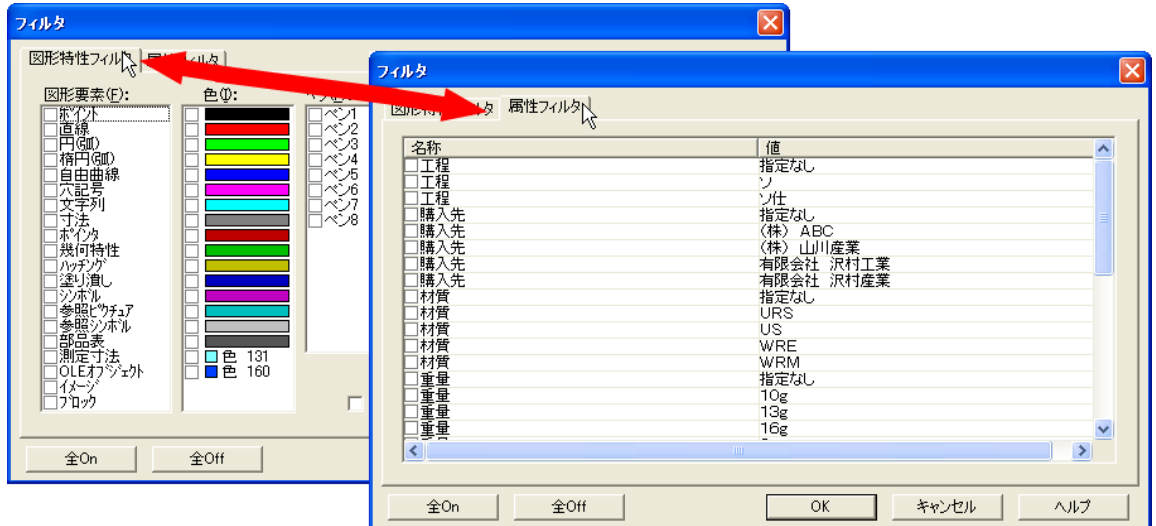 フィルタ
図形特性フィルタ
図形要素(F):
色(I):
ポイント
直線
円(弧)
楕円(弧)
自由曲線
穴記号
文字列
寸法
ポインタ
幾何特性
ハッチング
塗り潰し
シンボル
参照ピクチュア
参照シンボル
部品表
測定寸法
OLEオブジェクト
イメージ
ブロック
色 131
色 160
ペン1
ペン2
ペン3
ペン4
ペン5
ペン6
ペン7
ペン8
全On 全Off
フィルタ
属性フィルタ
名称 値
工程 指定なし
工程 ソ
工程 ソ仕
購入先 指定なし
購入先 (株) ABC
購入先 (株) 山川産業
購入先 有限会社 沢村工業
購入先 有限会社 沢村産業
材質 指定なし
材質 URS
材質 US
材質 WRE
材質 WRM
重量 指定なし
重量 10g
重量 13g
重量 16g
全On 全Off OK キャンセル ヘルプ